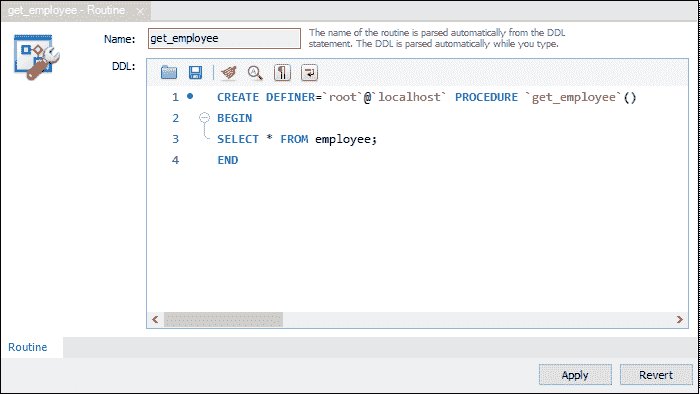 get_employee - Routine
Name: get_employee
The name of the routine is parsed automatically from the DDL
statement. The DDL is parsed automatically while you type.
DDL:
1 CREATE DEFINER=`root`@`localhost` PROCEDURE `get_employee`()
2 BEGIN
3 SELECT * FROM employee;
4 END
Routine
Apply Revert